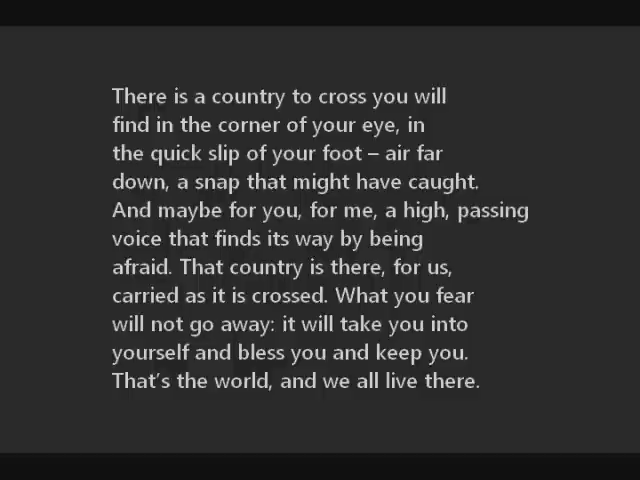 There is a country to cross you will
find in the corner of your eye, in
the quick slip of your foot – air far
down, a snap that might have caught.
And maybe for you, for me, a high, passing
voice that finds its way by being
afraid. That country is there, for us,
carried as it is crossed. What you fear
will not go away: it will take you into
yourself and bless you and keep you.
That’s the world, and we all live there.